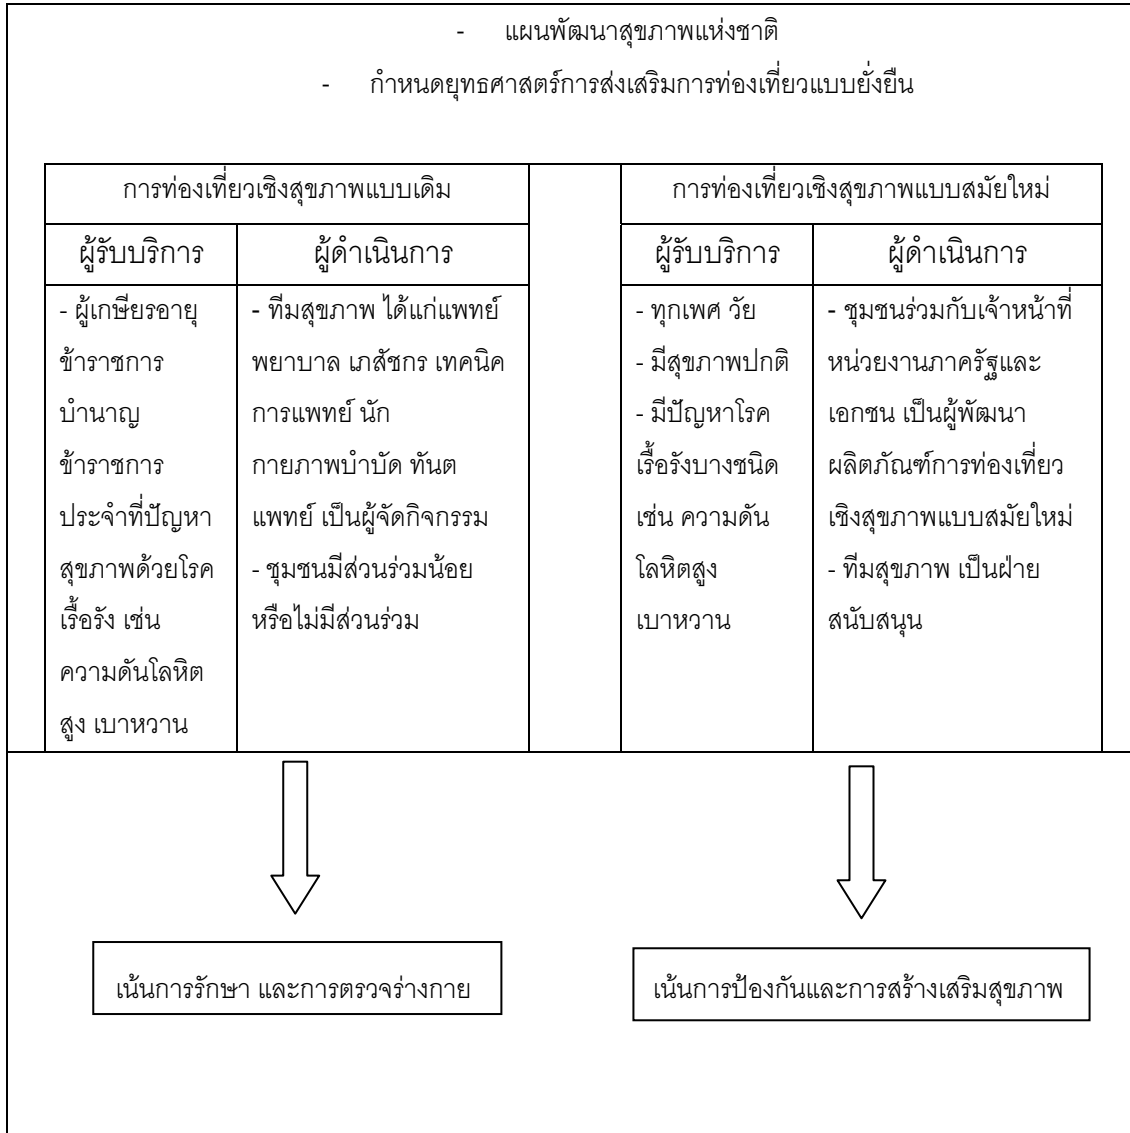 - แผนพัฒนาสุขภาพแห่งชาติ
- กำหนดยุทธศาสตร์การส่งเสริมการท่องเที่ยวแบบยั่งยืน
การท่องเที่ยวเชิงสุขภาพแบบเดิม
ผู้รับบริการ
- ผู้เกษียรอายุ
ข้าราชการ
บำนาญ
ข้าราชการ
ประจำที่ปัญหา
สุขภาพด้วยโรค
เรื้อรัง เช่น
ความดันโลหิต
สูง เบาหวาน
ผู้ดำเนินการ
- ทีมสุขภาพ ได้แก่แพทย์
พยาบาล เภสัชกร เทคนิค
การแพทย์ นัก
กายภาพบำบัด ทันต
แพทย์ เป็นผู้จัดกิจกรรม
- ชุมชนมีส่วนร่วมน้อย
หรือไม่มีส่วนร่วม
การท่องเที่ยวเชิงสุขภาพแบบสมัยใหม่
ผู้รับบริการ
- ทุกเพศ วัย
- มีสุขภาพปกติ
- มีปัญหาโรค
เรื้อรังบางชนิด
เช่น ความดัน
โลหิตสูง
เบาหวาน
ผู้ดำเนินการ
- ชุมชนร่วมกับเจ้าหน้าที่
หน่วยงานภาครัฐและ
เอกชน เป็นผู้พัฒนา
ผลิตภัณฑ์การท่องเที่ยว
เชิงสุขภาพแบบสมัยใหม่
- ทีมสุขภาพ เป็นฝ่าย
สนับสนุน
เน้นการรักษา และการตรวจร่างกาย
เน้นการป้องกันและการสร้างเสริมสุขภาพ